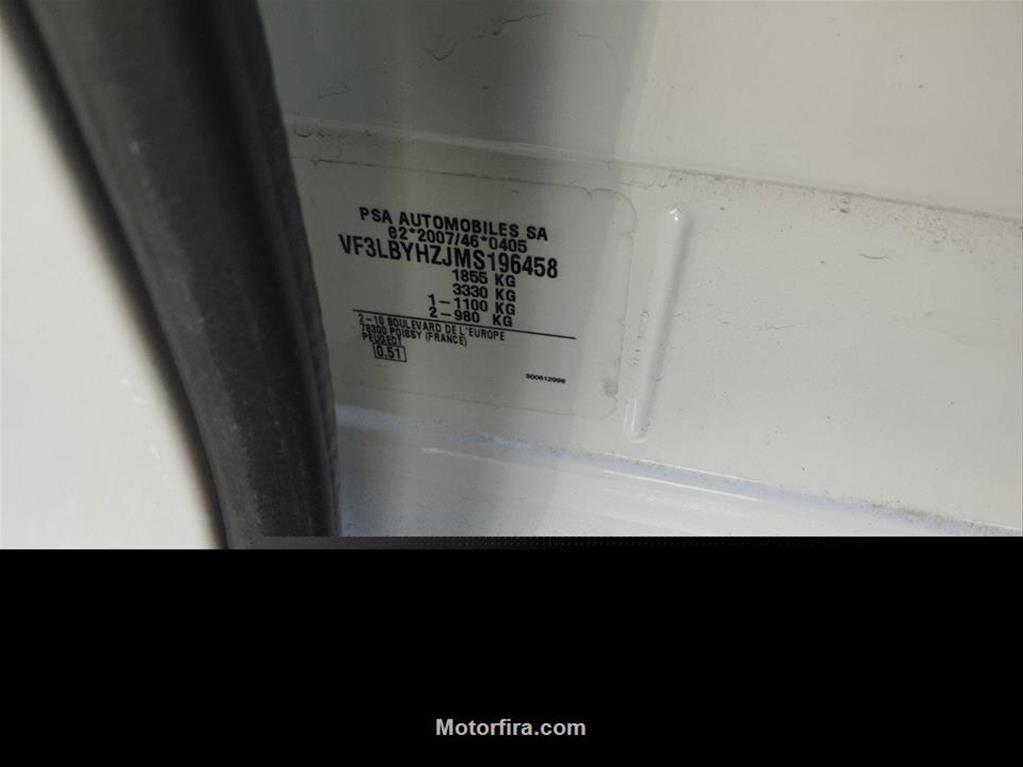 PSA AUTOMOBILES SA
e2*2007/46*0405
VF3LBYHZJMS196458
1855 KG
3330 KG
1-1100 KG
2-980 KG
2-10 BOULEVARD DE L'EUROPE
78300 POISSY (FRANCE)
PEUGEOT
0.51
300612998
Motorfira.com